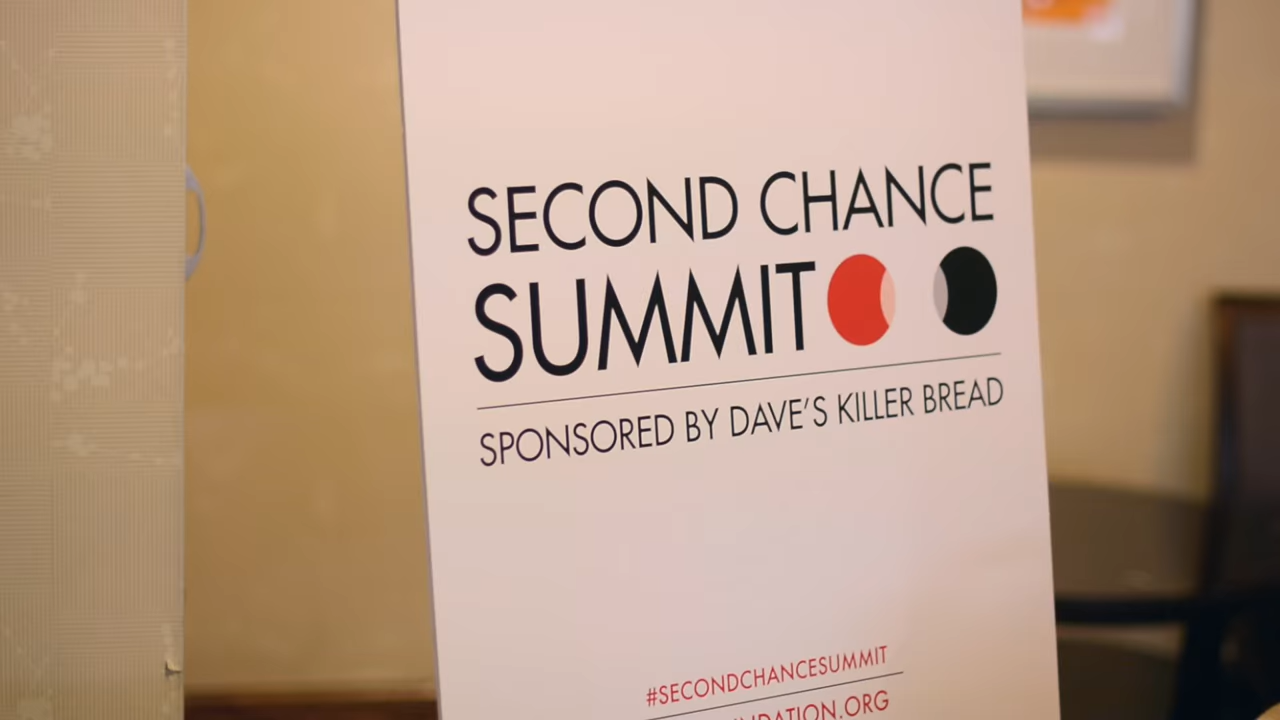 SECOND CHANCE
SUMMIT
SPONSORED BY DAVE'S KILLER BREAD
#SECONDCHANCESUMMIT